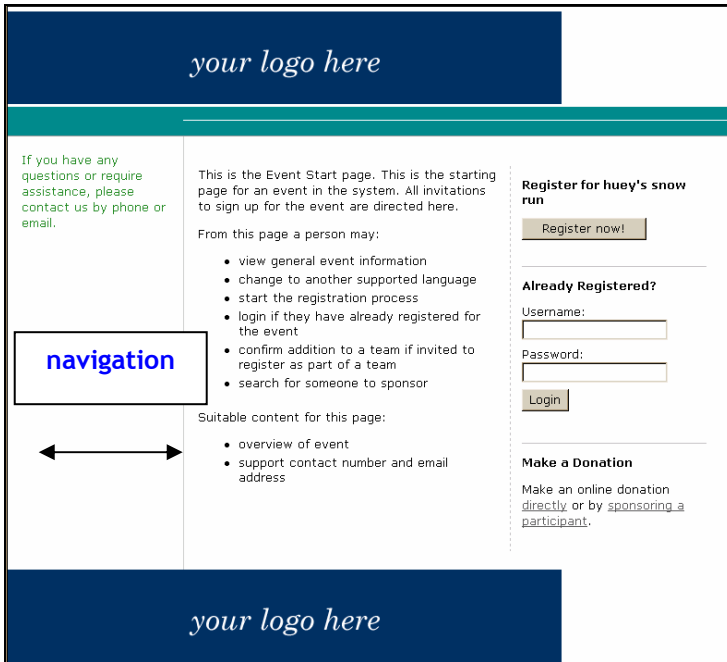 your logo here
If you have any
questions or require
assistance, please
contact us by phone or
email.
navigation
This is the Event Start page. This is the starting
page for an event in the system. All invitations
to sign up for the event are directed here.
From this page a person may:
• view general event information
• change to another supported language
• start the registration process
• login if they have already registered for
the event
• confirm addition to a team if invited to
register as part of a team
• search for someone to sponsor
Suitable content for this page:
• overview of event
• support contact number and email
address
Register for huey's snow
run
Register now!
Already Registered?
Username:
Password:
Login
Make a Donation
Make an online donation
directly or by sponsoring a
participant.
your logo here